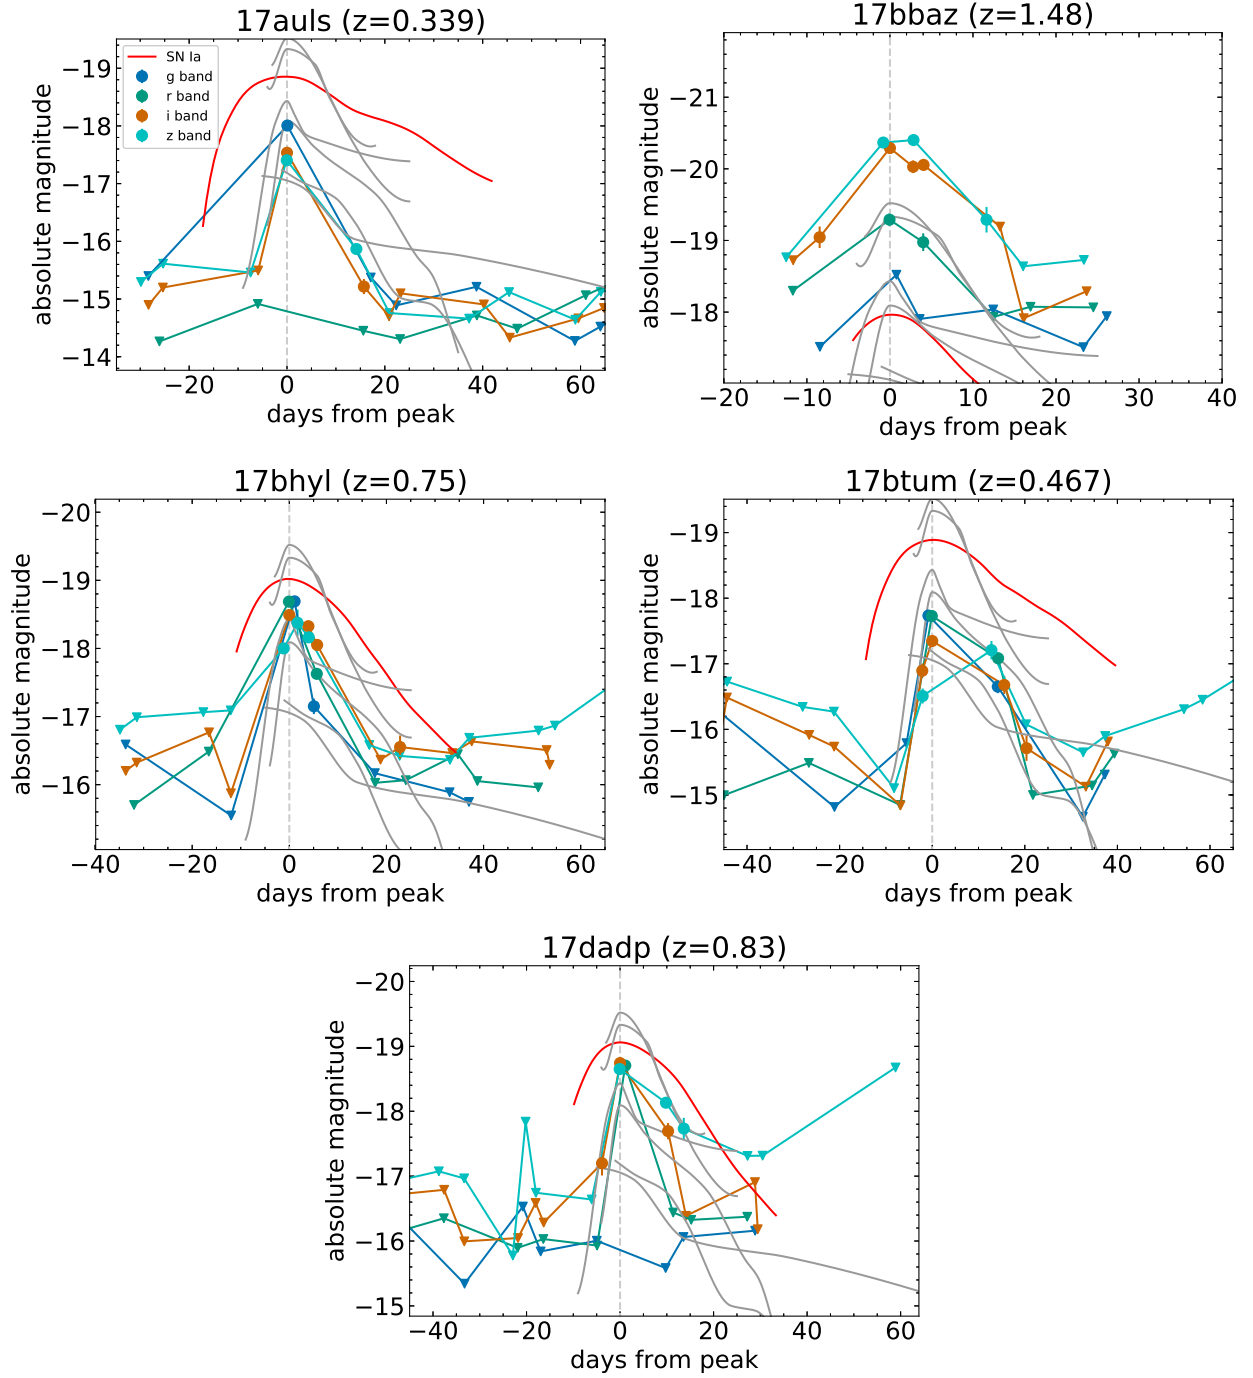 17auls (z=0.339)
SN Ia
g band
r band
i band
z band
absolute magnitude
−19
−18
−17
−16
−15
−14
−20
0
20
40
60
days from peak
17bbaz (z=1.48)
absolute magnitude
−21
−20
−19
−18
−20
−10
0
10
20
30
40
days from peak
17bhyl (z=0.75)
absolute magnitude
−20
−19
−18
−17
−16
−40
−20
0
20
40
60
days from peak
17btum (z=0.467)
absolute magnitude
−19
−18
−17
−16
−15
−40
−20
0
20
40
60
days from peak
17dadp (z=0.83)
absolute magnitude
−20
−19
−18
−17
−16
−15
−40
−20
0
20
40
60
days from peak